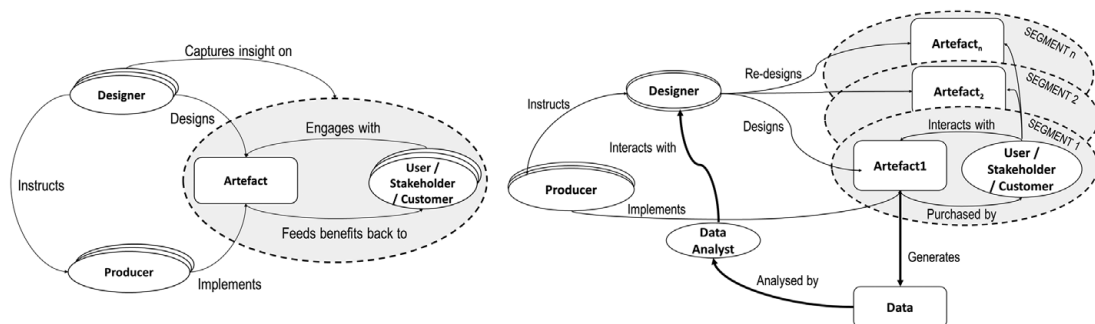 Captures insight on
Designer
Designs
Engages with
Artefact
User /
Stakeholder
/ Customer
Instructs
Feeds benefits back to
Producer
Implements
SEGMENT n
Artefactn
Re-designs
SEGMENT 2
Artefact2
Designer
Instructs
SEGMENT 1
Designs
Interacts with
Interacts with
Artefact1
User /
Stakeholder
/ Customer
Producer
Implements
Purchased by
Data
Analyst
Generates
Analysed by
Data